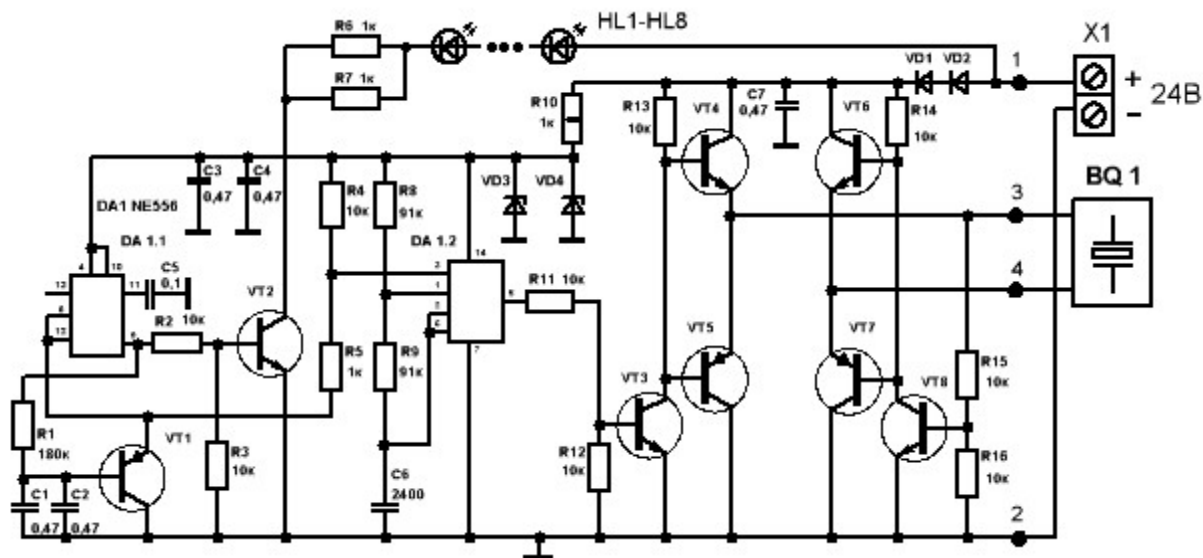 HL1-HL8
R6 1к
R7 1к
X1
1
+
24В
−
VD1 VD2
R10
1к
R13
10к
VT4
C7
0,47
VT6
R14
10к
C3
0,47
C4
0,47
R4
10к
R8
91к
VD3
VD4
BQ 1
3
4
DA1 NE556
DA 1.1
DA 1.2
4
10
11
C5
0,1
10к
R2
VT2
14
2
1
R11 10к
7
R5
1к
R9
91к
VT5
VT7
VT3
VT8
R15
10к
R1
180к
VT1
R3
10к
C6
2400
R12
10к
R16
10к
C1
0,47
C2
0,47
2